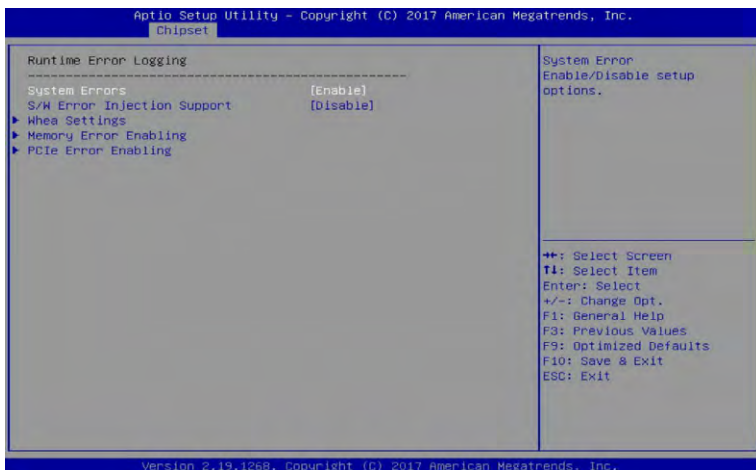 Aptio Setup Utility – Copyright (C) 2017 American Megatrends, Inc.
Chipset
Runtime Error Logging
--------------------------------------------------
System Errors [Enable]
S/W Error Injection Support [Disable]
▶ Whea Settings
▶ Memory Error Enabling
▶ PCIe Error Enabling
System Error
Enable/Disable setup
options.
→←: Select Screen
↑↓: Select Item
Enter: Select
+/-: Change Opt.
F1: General Help
F3: Previous Values
F9: Optimized Defaults
F10: Save & Exit
ESC: Exit
Version 2.19.1268. Copyright (C) 2017 American Megatrends, Inc.